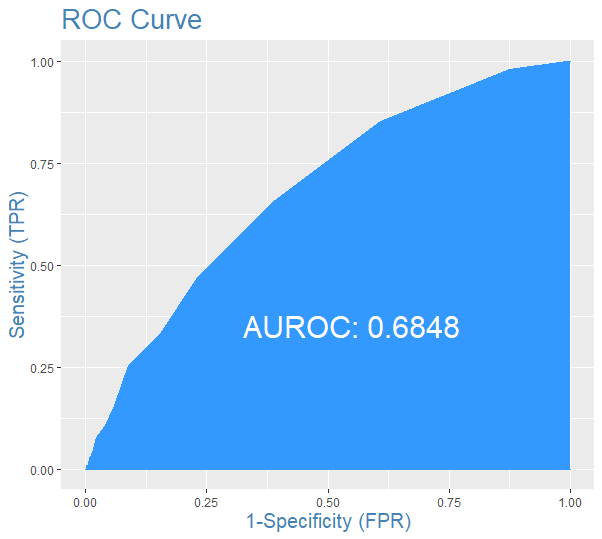 ROC Curve
1.00
0.75
0.50
0.25
0.00
Sensitivity (TPR)
AUROC: 0.6848
0.00 0.25 0.50 0.75 1.00
1-Specificity (FPR)